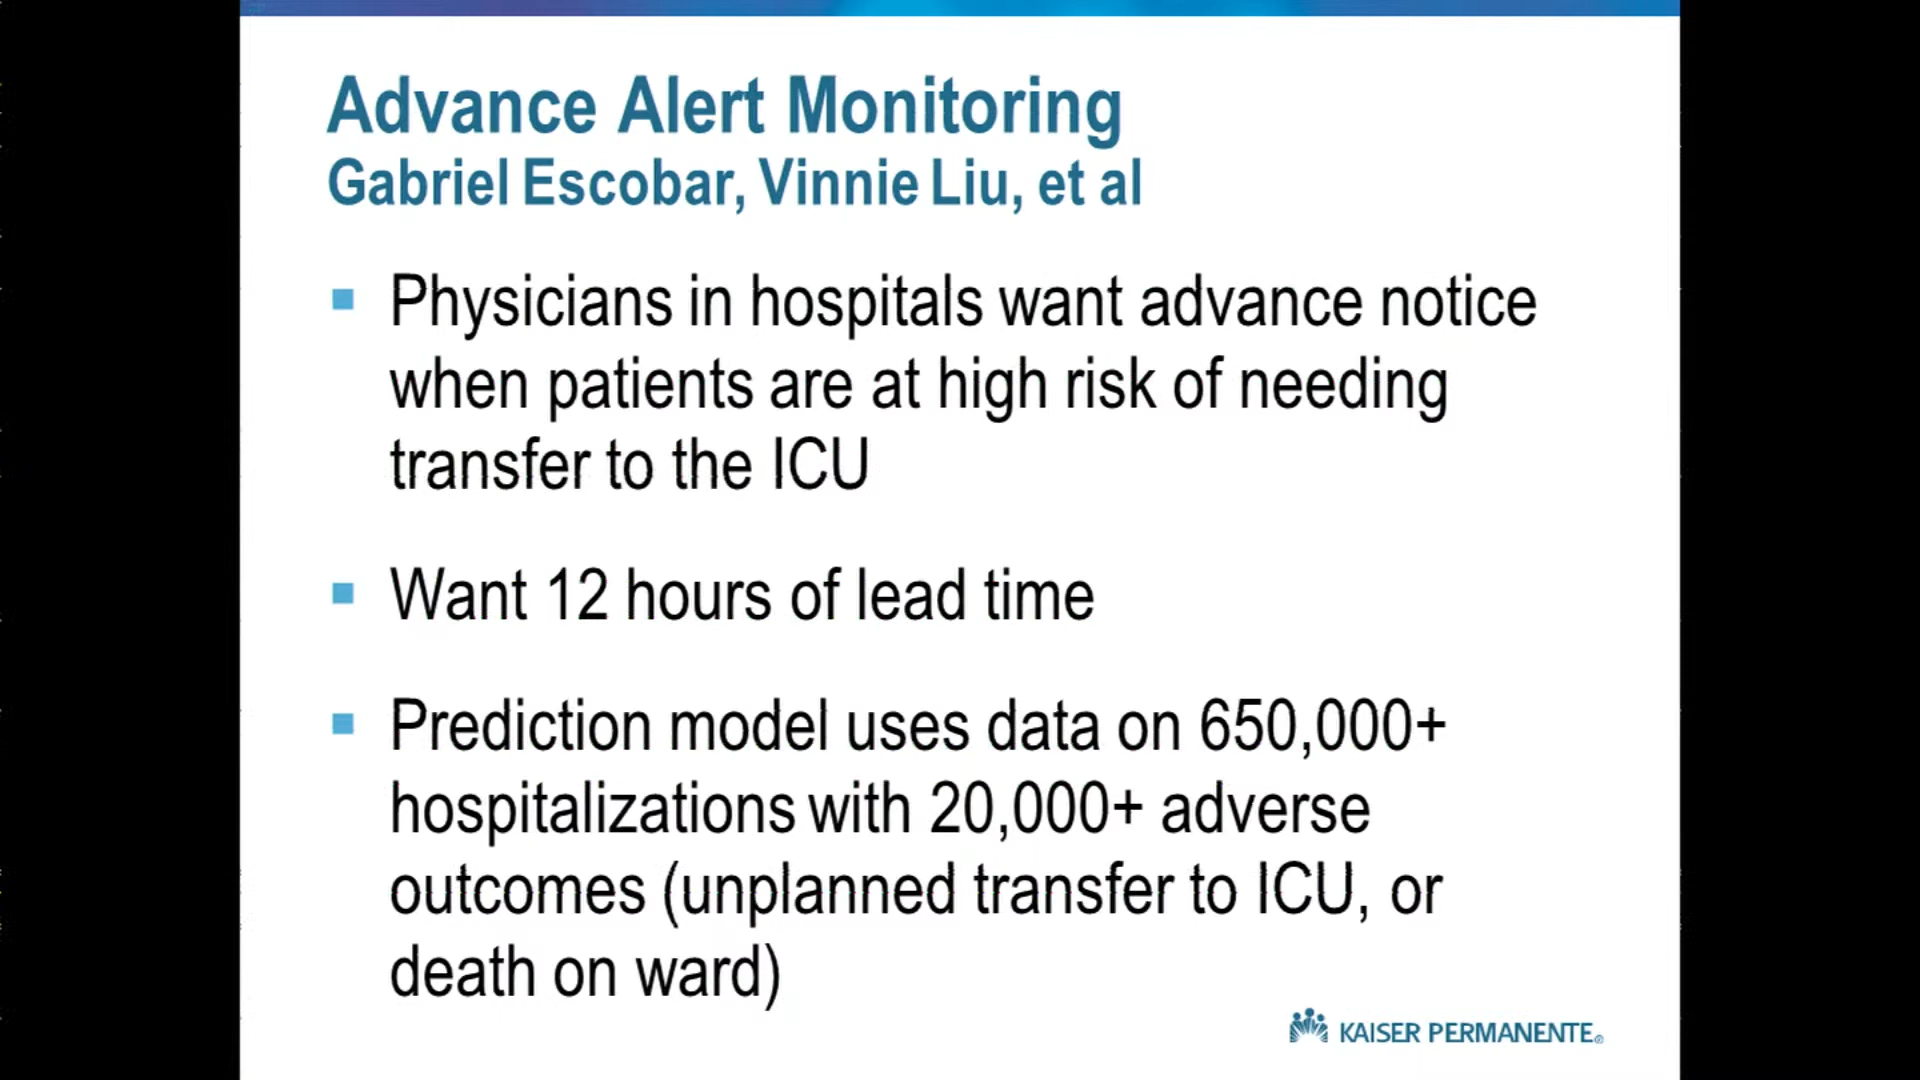 Advance Alert Monitoring
Gabriel Escobar, Vinnie Liu, et al
Physicians in hospitals want advance notice
when patients are at high risk of needing
transfer to the ICU
Want 12 hours of lead time
Prediction model uses data on 650,000+
hospitalizations with 20,000+ adverse
outcomes (unplanned transfer to ICU, or
death on ward)
KAISER PERMANENTE®